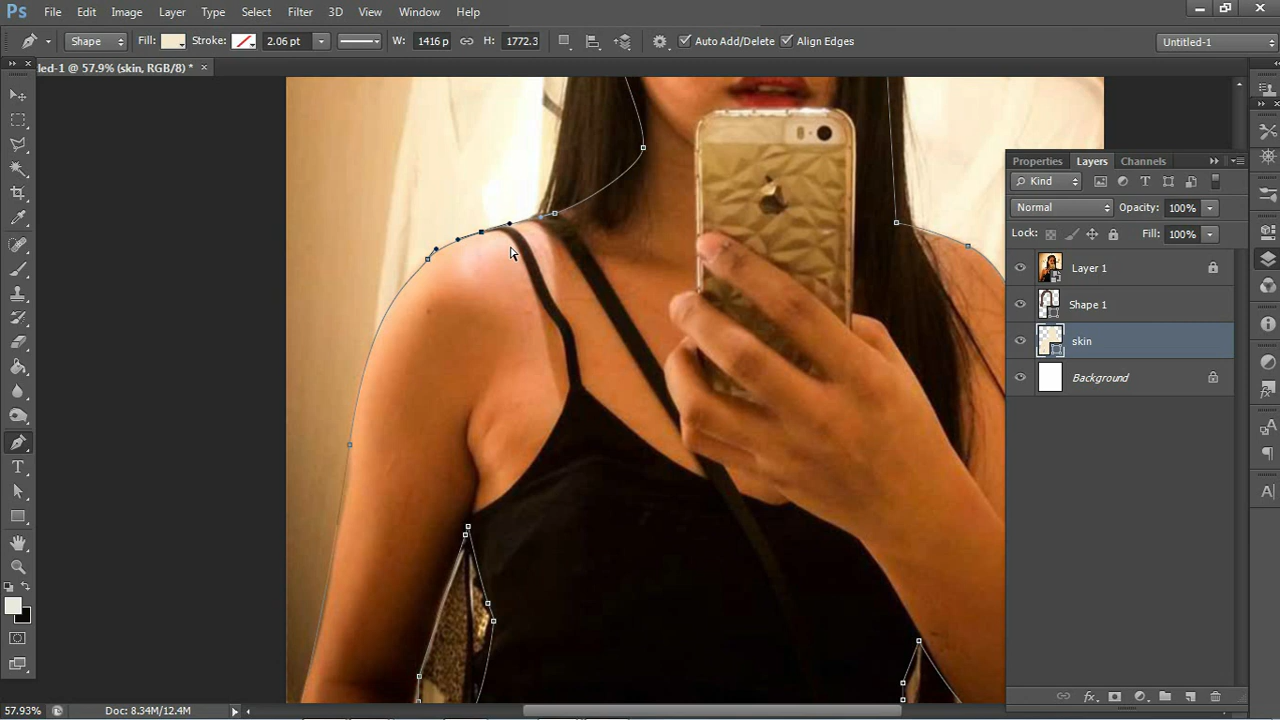 Ps File Edit Image Layer Type Select Filter 3D View Window Help
Shape Fill: Stroke: 2.06 pt W: 1416 p H: 1772.3 Auto Add/Delete Align Edges Untitled-1
led-1 @ 57.9% (skin, RGB/8) * ×
Properties Layers Channels
Kind
Normal Opacity: 100%
Lock: Fill: 100%
Layer 1
Shape 1
skin
Background
57.93% Doc: 8.34M/12.4M